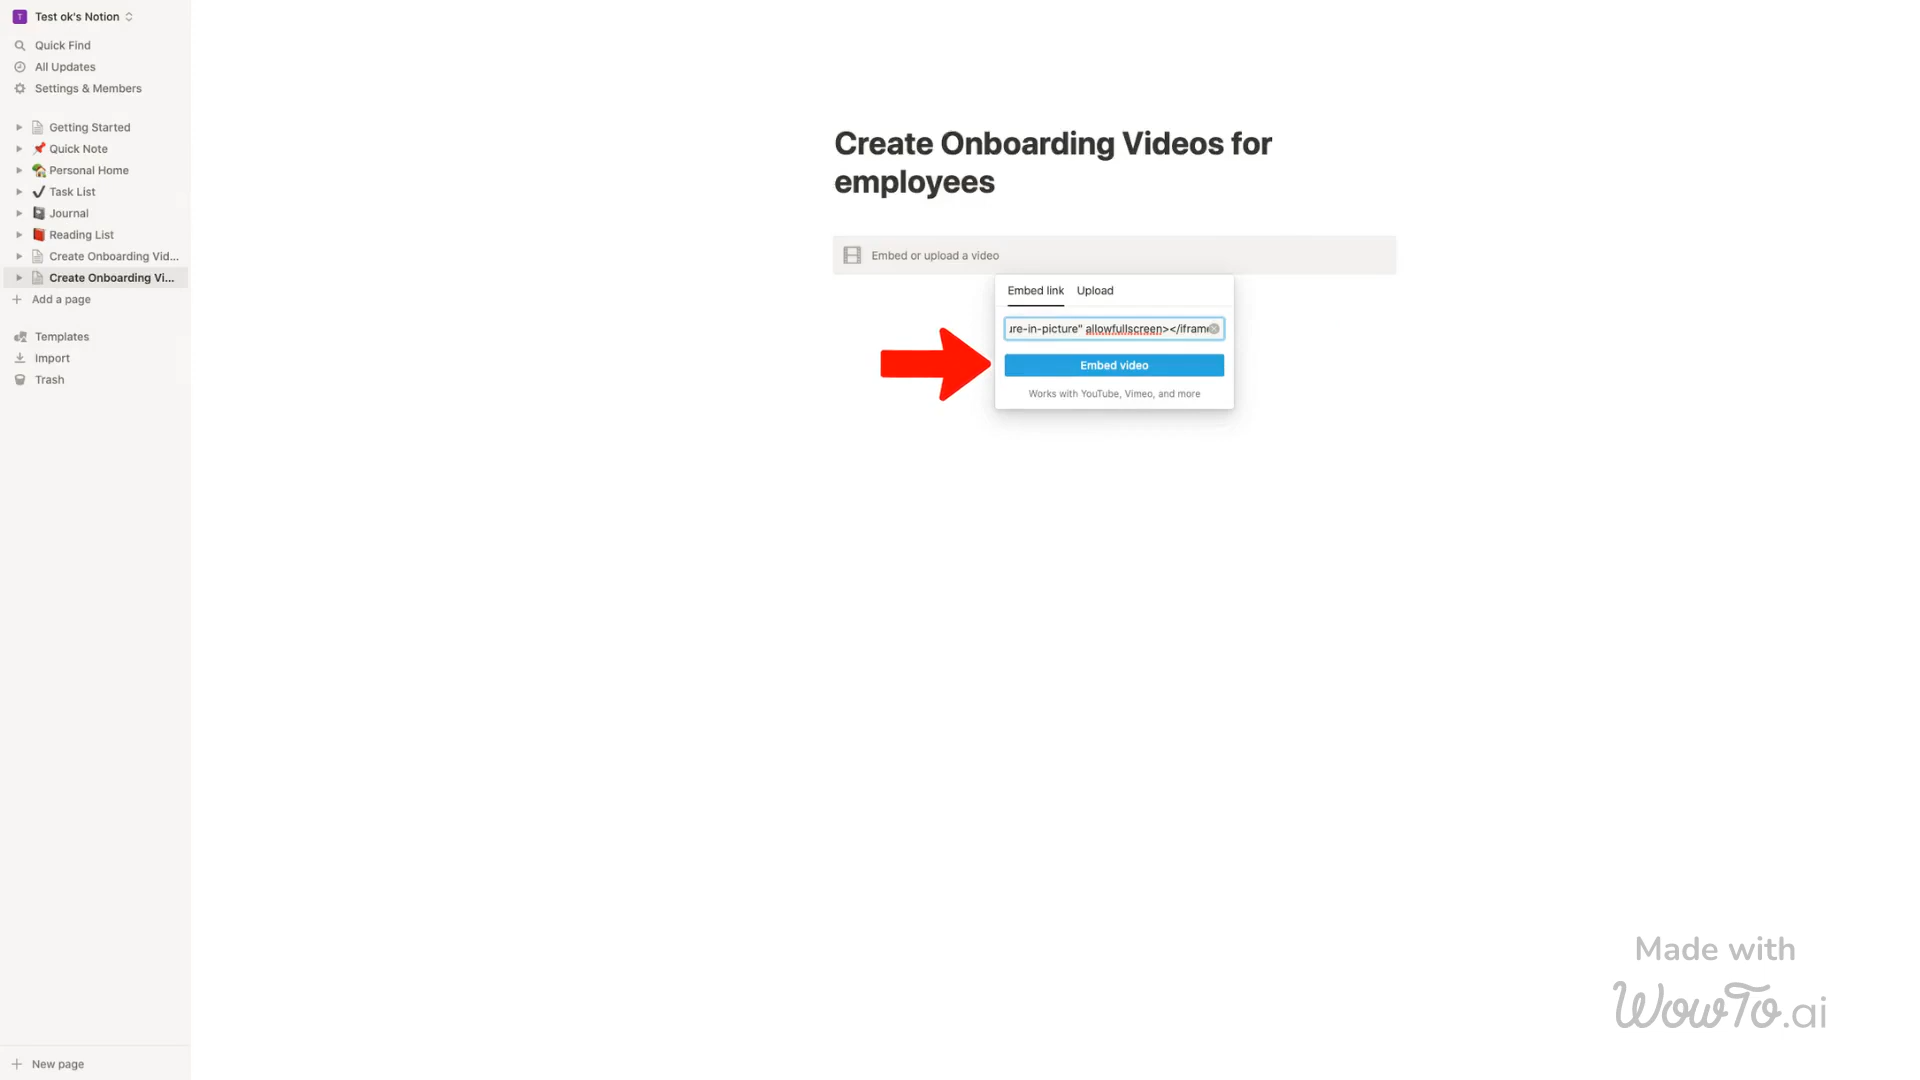 T Test ok's Notion
Quick Find
All Updates
Settings & Members
Getting Started
Quick Note
Personal Home
Task List
Journal
Reading List
Create Onboarding Vid...
Create Onboarding Vi...
Add a page
Templates
Import
Trash
New page
Create Onboarding Videos for
employees
Embed or upload a video
Embed link Upload
ure-in-picture" allowfullscreen></iframe
Embed video
Works with YouTube, Vimeo, and more
Made with
WowTo.ai